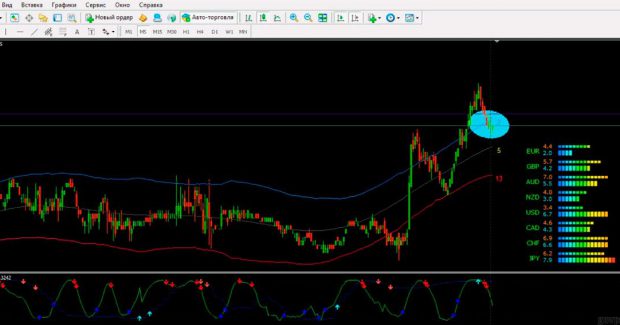 Вид Вставка Графики Сервис Окно Справка
Новый ордер Авто-торговля
A T M1 M5 M15 M30 H1 H4 D1 W1 MN
5
13
EUR 4.4 2.0
GBP 5.7 4.2
AUD 7.0 5.5
NZD 4.0 3.0
USD 3.4 6.7
CAD 4.6 4.3
CHF 6.9 6.6
JPY 6.2 7.9
3242